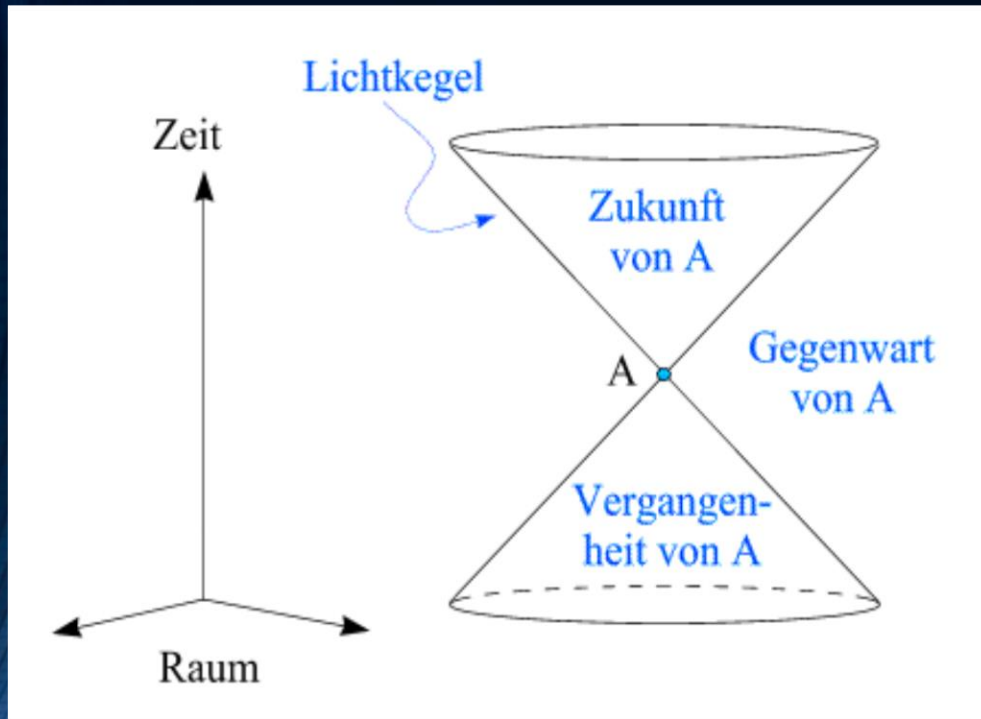 Lichtkegel
Zeit
Zukunft
von A
A
Gegenwart
von A
Vergangen-
heit von A
Raum